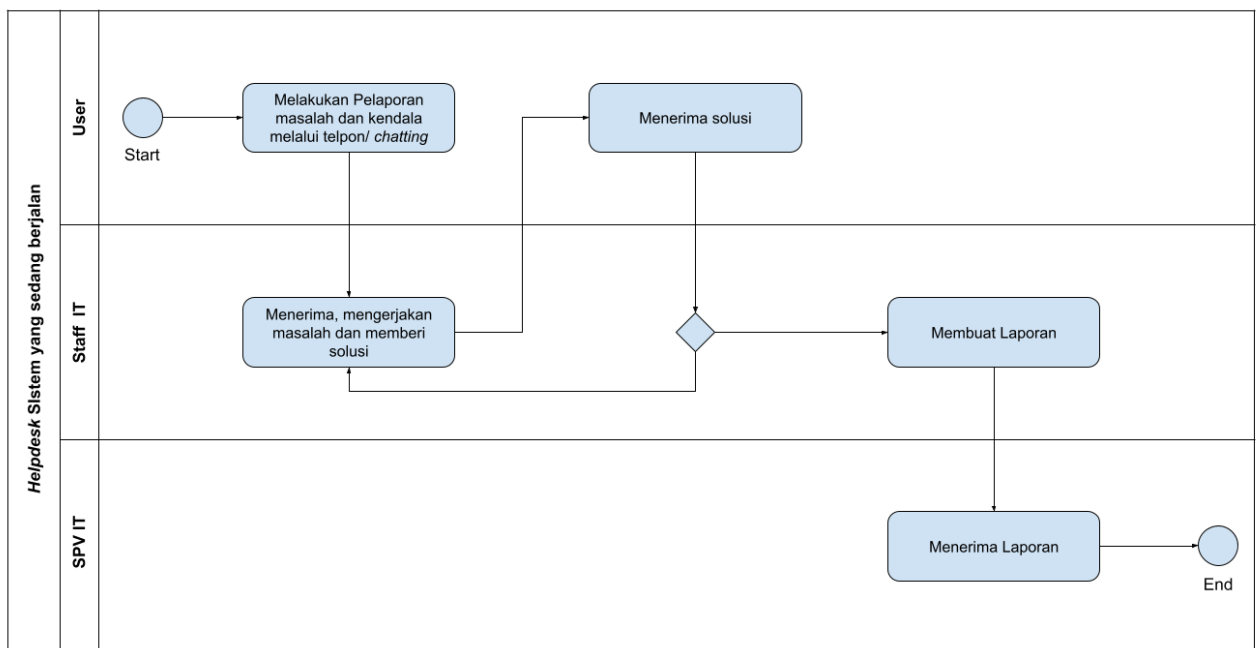 Helpdesk SIstem yang sedang berjalan
User
Start
Melakukan Pelaporan
masalah dan kendala
melalui telpon/ chatting
Menerima solusi
Staff IT
Menerima, mengerjakan
masalah dan memberi
solusi
Membuat Laporan
SPV IT
Menerima Laporan
End